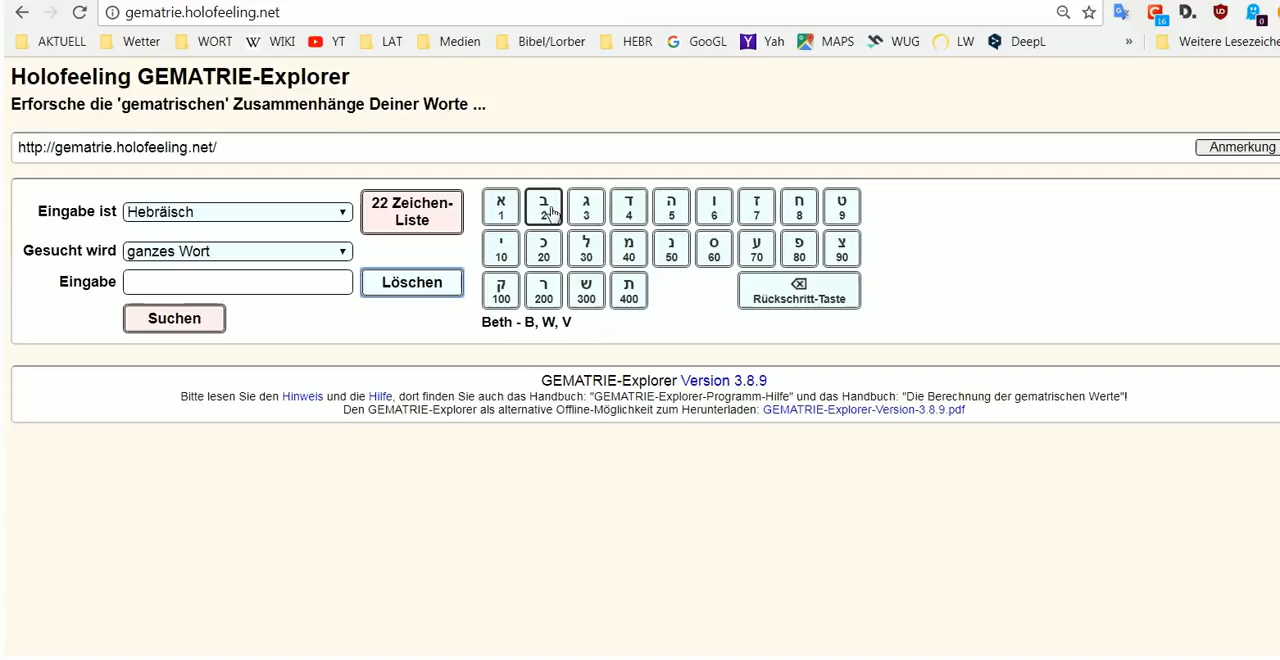 gematrie.holofeeling.net
AKTUELL Wetter WORT WIKI YT LAT Medien Bibel/Lorber HEBR GooGL Yah MAPS WUG LW DeepL » Weitere Lesezeiche
Holofeeling GEMATRIE-Explorer
Erforsche die 'gematrischen' Zusammenhänge Deiner Worte ...
http://gematrie.holofeeling.net/ Anmerkung
Eingabe ist Hebräisch
22 Zeichen-
Liste
Gesucht wird ganzes Wort
Eingabe Löschen
Suchen
א ב ג ד ה ו ז ח ט
1 2 3 4 5 6 7 8 9
י כ ל מ נ ס ע פ צ
10 20 30 40 50 60 70 80 90
ק ר ש ת
100 200 300 400 Rückschritt-Taste
Beth - B, W, V
GEMATRIE-Explorer Version 3.8.9
Bitte lesen Sie den Hinweis und die Hilfe, dort finden Sie auch das Handbuch: "GEMATRIE-Explorer-Programm-Hilfe" und das Handbuch: "Die Berechnung der gematrischen Werte"!
Den GEMATRIE-Explorer als alternative Offline-Möglichkeit zum Herunterladen: GEMATRIE-Explorer-Version-3.8.9.pdf